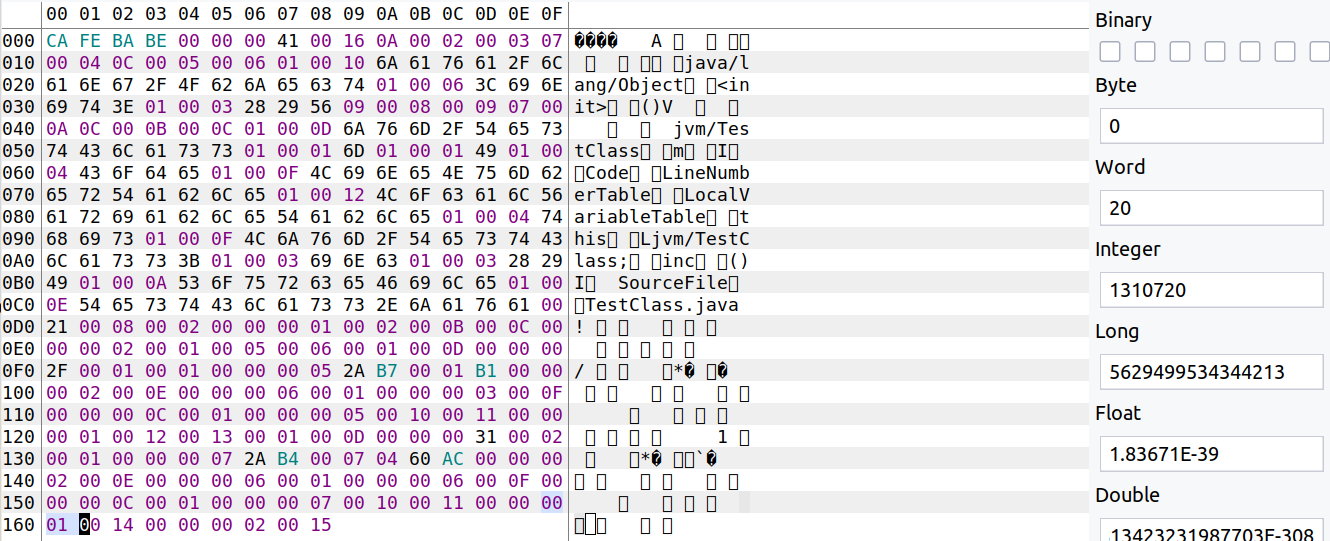 00 01 02 03 04 05 06 07 08 09 0A 0B 0C 0D 0E 0F
000 CA FE BA BE 00 00 00 41 00 16 0A 00 02 00 03 07 ���� A
010 00 04 0C 00 05 00 06 01 00 10 6A 61 76 61 2F 6C java/l
020 61 6E 67 2F 4F 62 6A 65 63 74 01 00 06 3C 69 6E ang/Object <in
030 69 74 3E 01 00 03 28 29 56 09 00 08 00 09 07 00 it> ()V
040 0A 0C 00 0B 00 0C 01 00 0D 6A 76 6D 2F 54 65 73 jvm/Tes
050 74 43 6C 61 73 73 01 00 01 6D 01 00 01 49 01 00 tClass m I
060 04 43 6F 64 65 01 00 0F 4C 69 6E 65 4E 75 6D 62 Code LineNumb
070 65 72 54 61 62 6C 65 01 00 12 4C 6F 63 61 6C 56 erTable LocalV
080 61 72 69 61 62 6C 65 54 61 62 6C 65 01 00 04 74 ariableTable t
090 68 69 73 01 00 0F 4C 6A 76 6D 2F 54 65 73 74 43 his Ljvm/TestC
0A0 6C 61 73 73 3B 01 00 03 69 6E 63 01 00 03 28 29 lass; inc ()
0B0 49 01 00 0A 53 6F 75 72 63 65 46 69 6C 65 01 00 I SourceFile
0C0 0E 54 65 73 74 43 6C 61 73 73 2E 6A 61 76 61 00 TestClass.java
0D0 21 00 08 00 02 00 00 00 01 00 02 00 0B 00 0C 00 !
0E0 00 00 02 00 01 00 05 00 06 00 01 00 0D 00 00 00
0F0 2F 00 01 00 01 00 00 00 05 2A B7 00 01 B1 00 00 / *� �
100 00 02 00 0E 00 00 00 06 00 01 00 00 00 03 00 0F
110 00 00 00 0C 00 01 00 00 00 05 00 10 00 11 00 00
120 00 01 00 12 00 13 00 01 00 0D 00 00 00 31 00 02 1
130 00 01 00 00 00 07 2A B4 00 07 04 60 AC 00 00 00 *� `�
140 02 00 0E 00 00 00 06 00 01 00 00 00 06 00 0F 00
150 00 00 0C 00 01 00 00 00 07 00 10 00 11 00 00 00
160 01 00 14 00 00 00 02 00 15
Binary
Byte
0
Word
20
Integer
1310720
Long
5629499534344213
Float
1.83671E-39
Double
13423231987703E-308